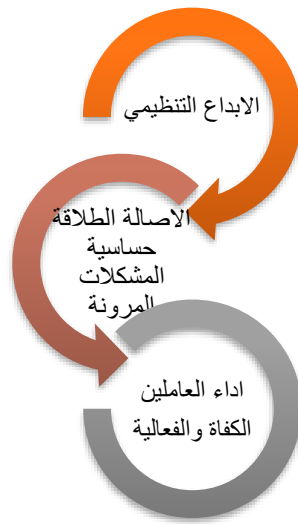 الابداع التنظيمي
الاصالة الطلاقة
حساسية
المشكلات
المرونة
اداء العاملين
الكفاة والفعالية